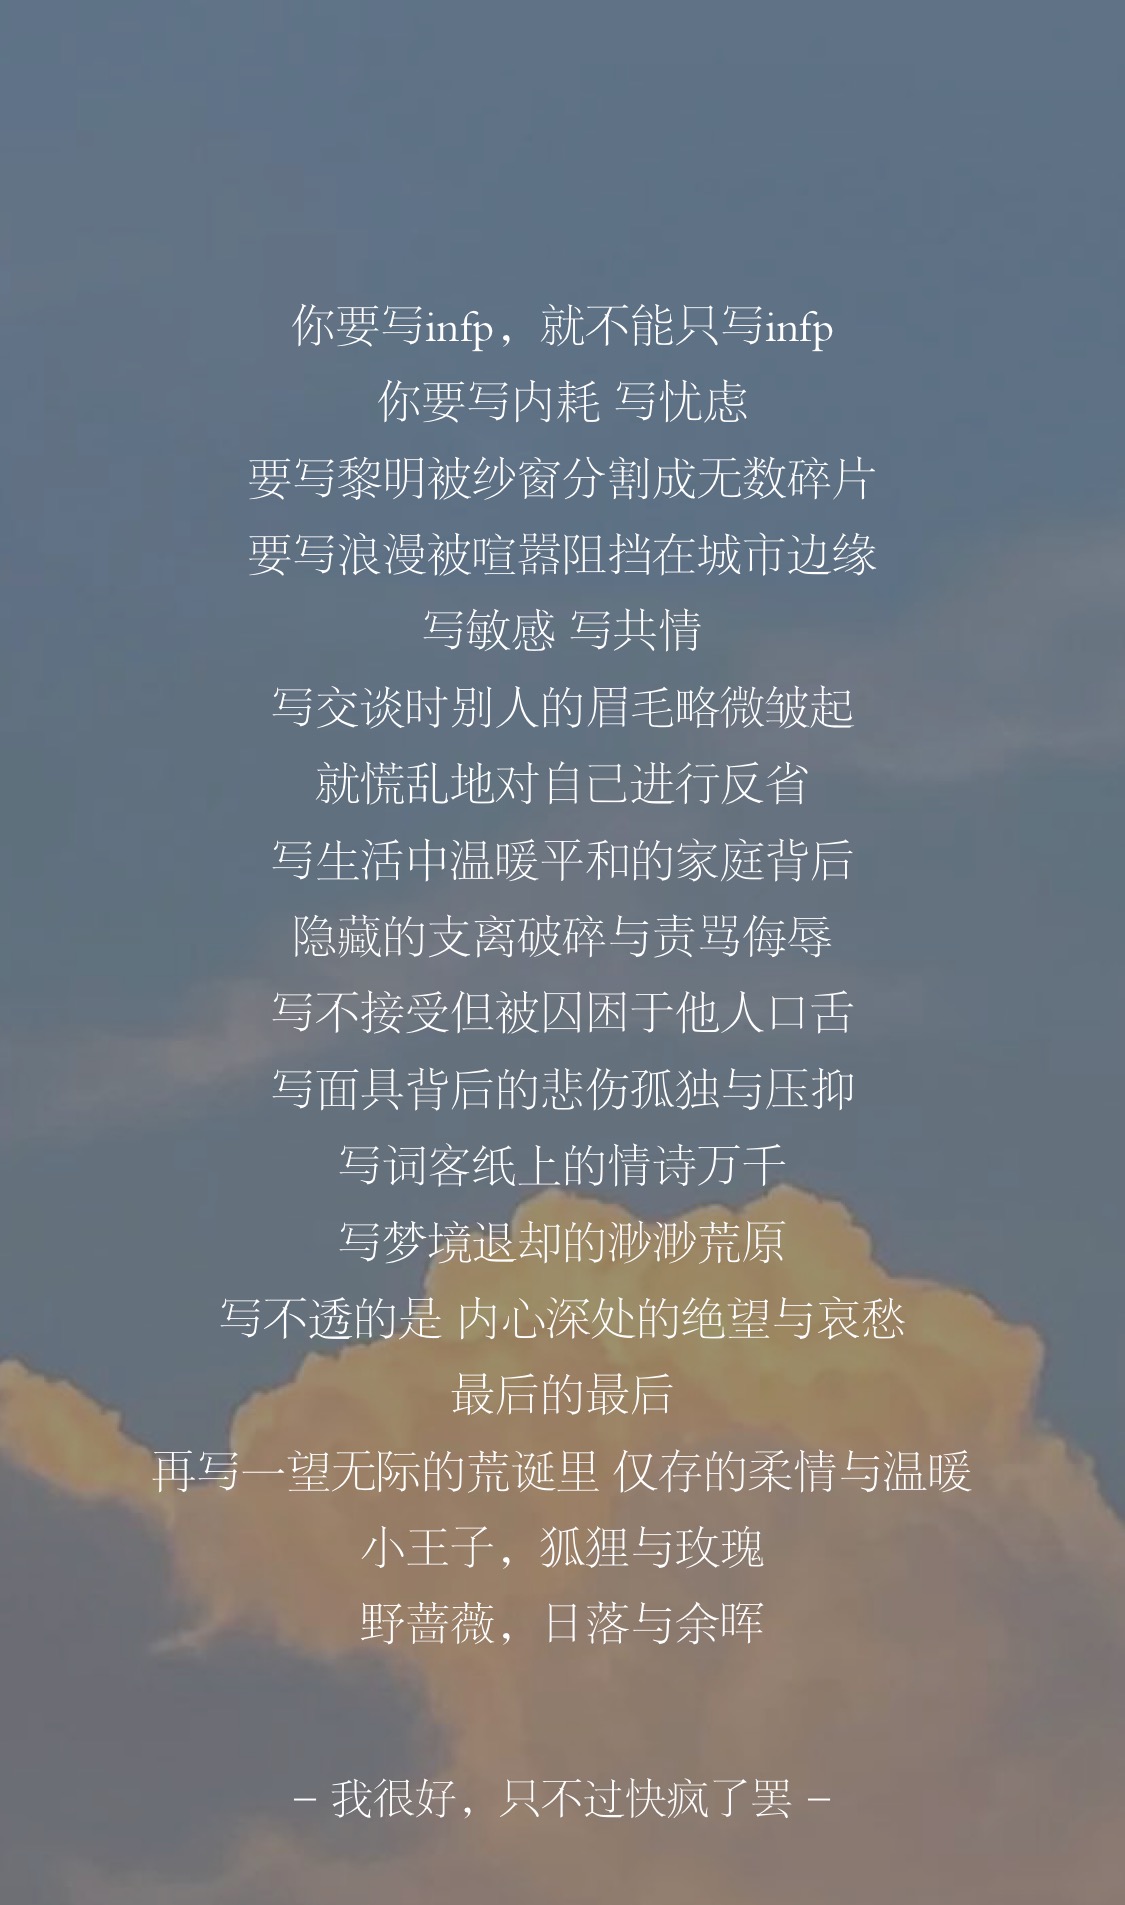 你要写infp，就不能只写infp
你要写内耗 写忧虑
要写黎明被纱窗分割成无数碎片
要写浪漫被喧嚣阻挡在城市边缘
写敏感 写共情
写交谈时别人的眉毛略微皱起
就慌乱地对自己进行反省
写生活中温暖平和的家庭背后
隐藏的支离破碎与责骂侮辱
写不接受但被囚困于他人口舌
写面具背后的悲伤孤独与压抑
写词客纸上的情诗万千
写梦境退却的渺渺荒原
写不透的是 内心深处的绝望与哀愁
最后的最后
再写一望无际的荒诞里 仅存的柔情与温暖
小王子，狐狸与玫瑰
野蔷薇，日落与余晖
– 我很好，只不过快疯了罢 –